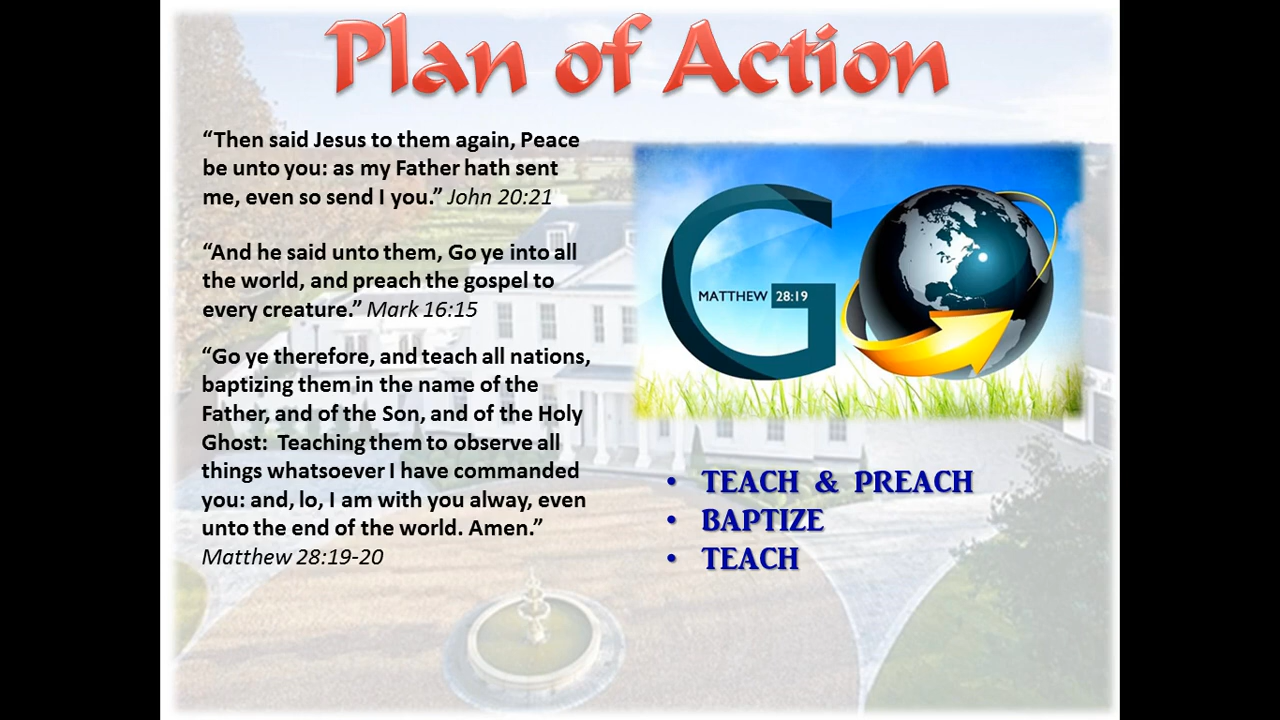 Plan of Action
“Then said Jesus to them again, Peace
be unto you: as my Father hath sent
me, even so send I you.” John 20:21
“And he said unto them, Go ye into all
the world, and preach the gospel to
every creature.” Mark 16:15
“Go ye therefore, and teach all nations,
baptizing them in the name of the
Father, and of the Son, and of the Holy
Ghost:  Teaching them to observe all
things whatsoever I have commanded
you: and, lo, I am with you alway, even
unto the end of the world. Amen.”
Matthew 28:19-20
GO
MATTHEW 28:19
• TEACH & PREACH
• BAPTIZE
• TEACH